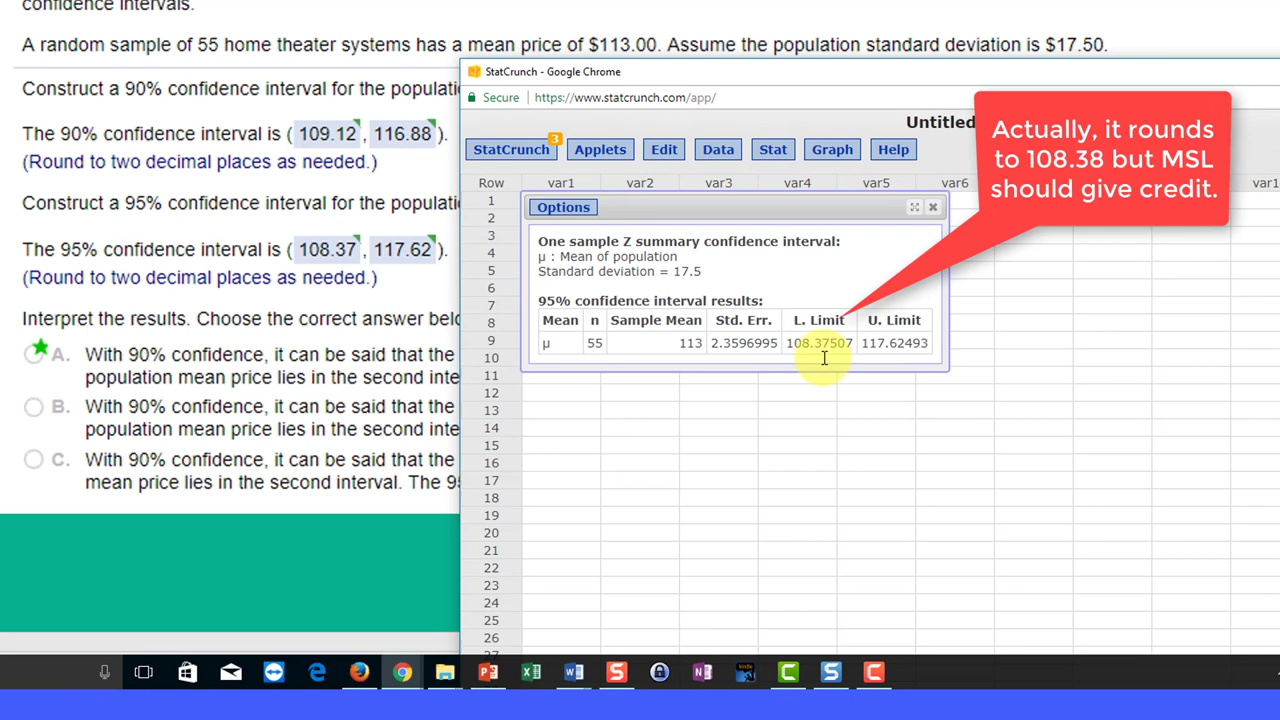 confidence intervals.
A random sample of 55 home theater systems has a mean price of $113.00. Assume the population standard deviation is $17.50.
Construct a 90% confidence interval for the populati
The 90% confidence interval is ( 109.12 , 116.88 ).
(Round to two decimal places as needed.)
Construct a 95% confidence interval for the populati
The 95% confidence interval is ( 108.37 , 117.62 ).
(Round to two decimal places as needed.)
Interpret the results. Choose the correct answer bel
A. With 90% confidence, it can be said that the
population mean price lies in the second inte
B. With 90% confidence, it can be said that the
population mean price lies in the second inte
C. With 90% confidence, it can be said that the
mean price lies in the second interval. The 9
StatCrunch - Google Chrome
Secure https://www.statcrunch.com/app/
Untitled
StatCrunch 3 Applets Edit Data Stat Graph Help
Row var1 var2 var3 var4 var5 var6 var1
1
2
3
4
5
6
7
8
9
10
11
12
13
14
15
16
17
18
19
20
21
22
23
24
25
26
27
Options
One sample Z summary confidence interval:
μ : Mean of population
Standard deviation = 17.5
95% confidence interval results:
Mean n Sample Mean Std. Err. L. Limit U. Limit
μ 55 113 2.3596995 108.37507 117.62493
Actually, it rounds
to 108.38 but MSL
should give credit.